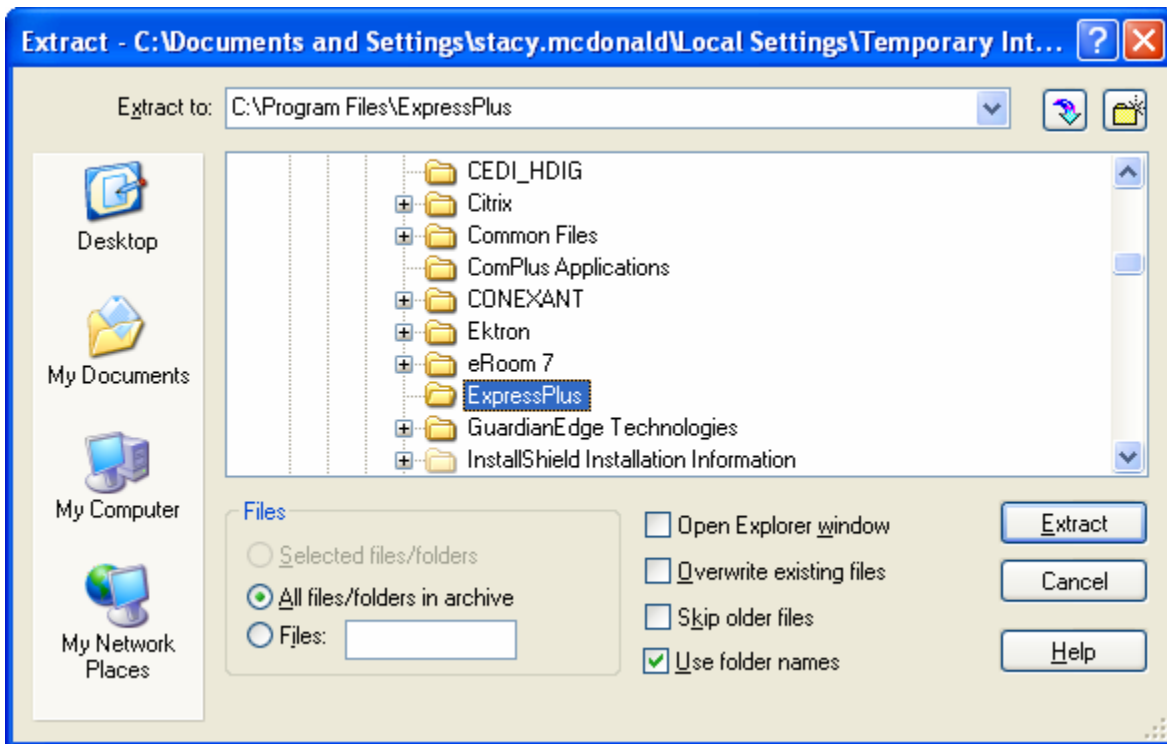 Extract - C:\Documents and Settings\stacy.mcdonald\Local Settings\Temporary Int...
Extract to: C:\Program Files\ExpressPlus
Desktop
My Documents
My Computer
My Network
Places
CEDI_HDIG
Citrix
Common Files
ComPlus Applications
CONEXANT
Ektron
eRoom 7
ExpressPlus
GuardianEdge Technologies
InstallShield Installation Information
Files
Selected files/folders
All files/folders in archive
Files:
Open Explorer window
Overwrite existing files
Skip older files
Use folder names
Extract
Cancel
Help